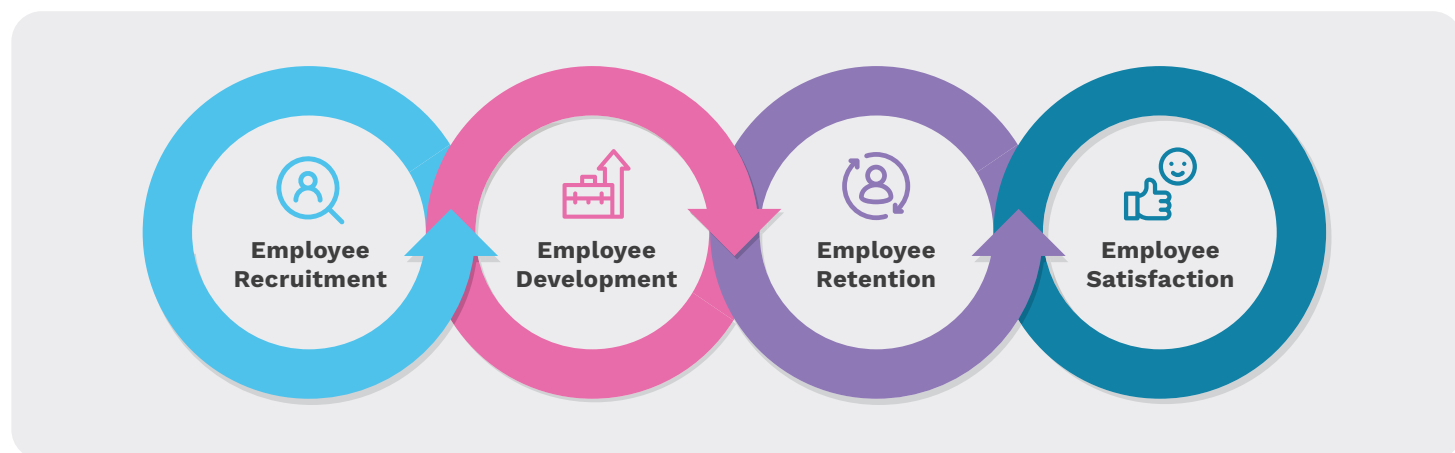 Employee
Recruitment
Employee
Development
Employee
Retention
Employee
Satisfaction